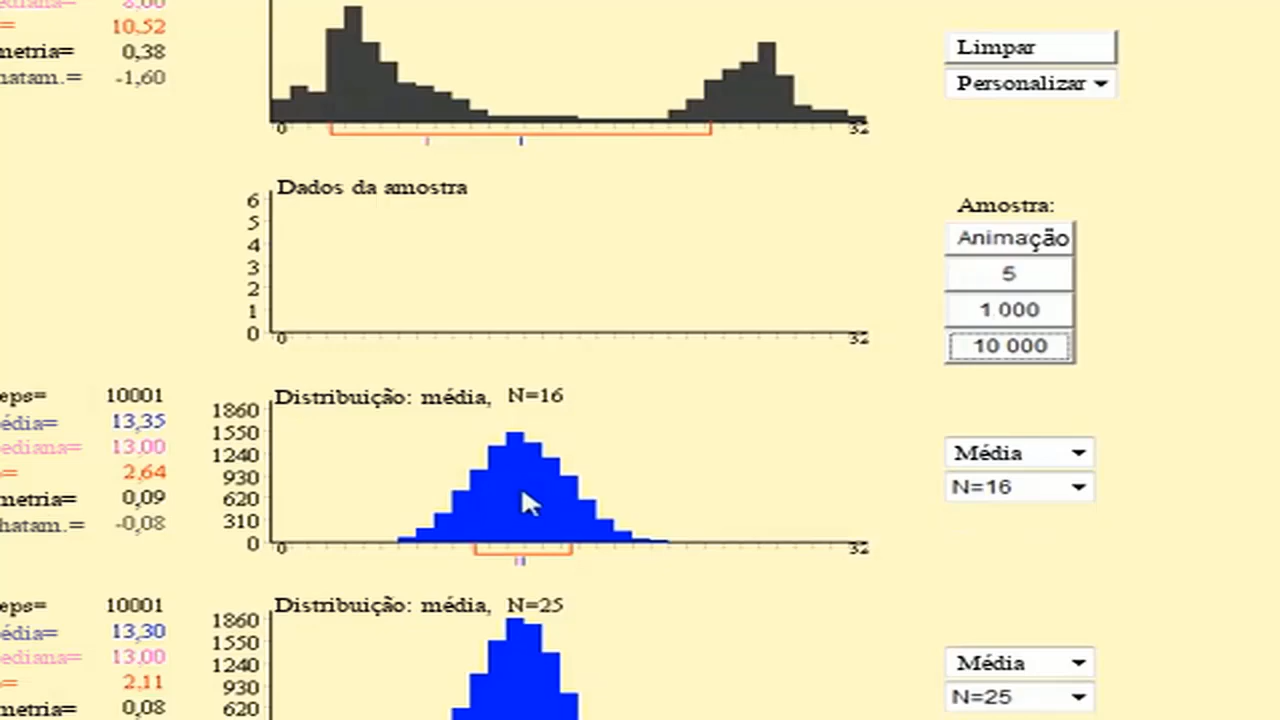 8,00
= 10,52
metria= 0,38
hatam.= -1,60
0 32
Limpar
Personalizar
Dados da amostra
6
5
4
3
2
1
0
0 32
Amostra:
Animação
5
1 000
10 000
eps= 10001
édia= 13,35
ediana= 13,00
= 2,64
metria= 0,09
hatam.= -0,08
Distribuição: média, N=16
1860
1550
1240
930
620
310
0
0 32
Média
N=16
eps= 10001
édia= 13,30
ediana= 13,00
= 2,11
metria= 0,08
Distribuição: média, N=25
1860
1550
1240
930
620
Média
N=25